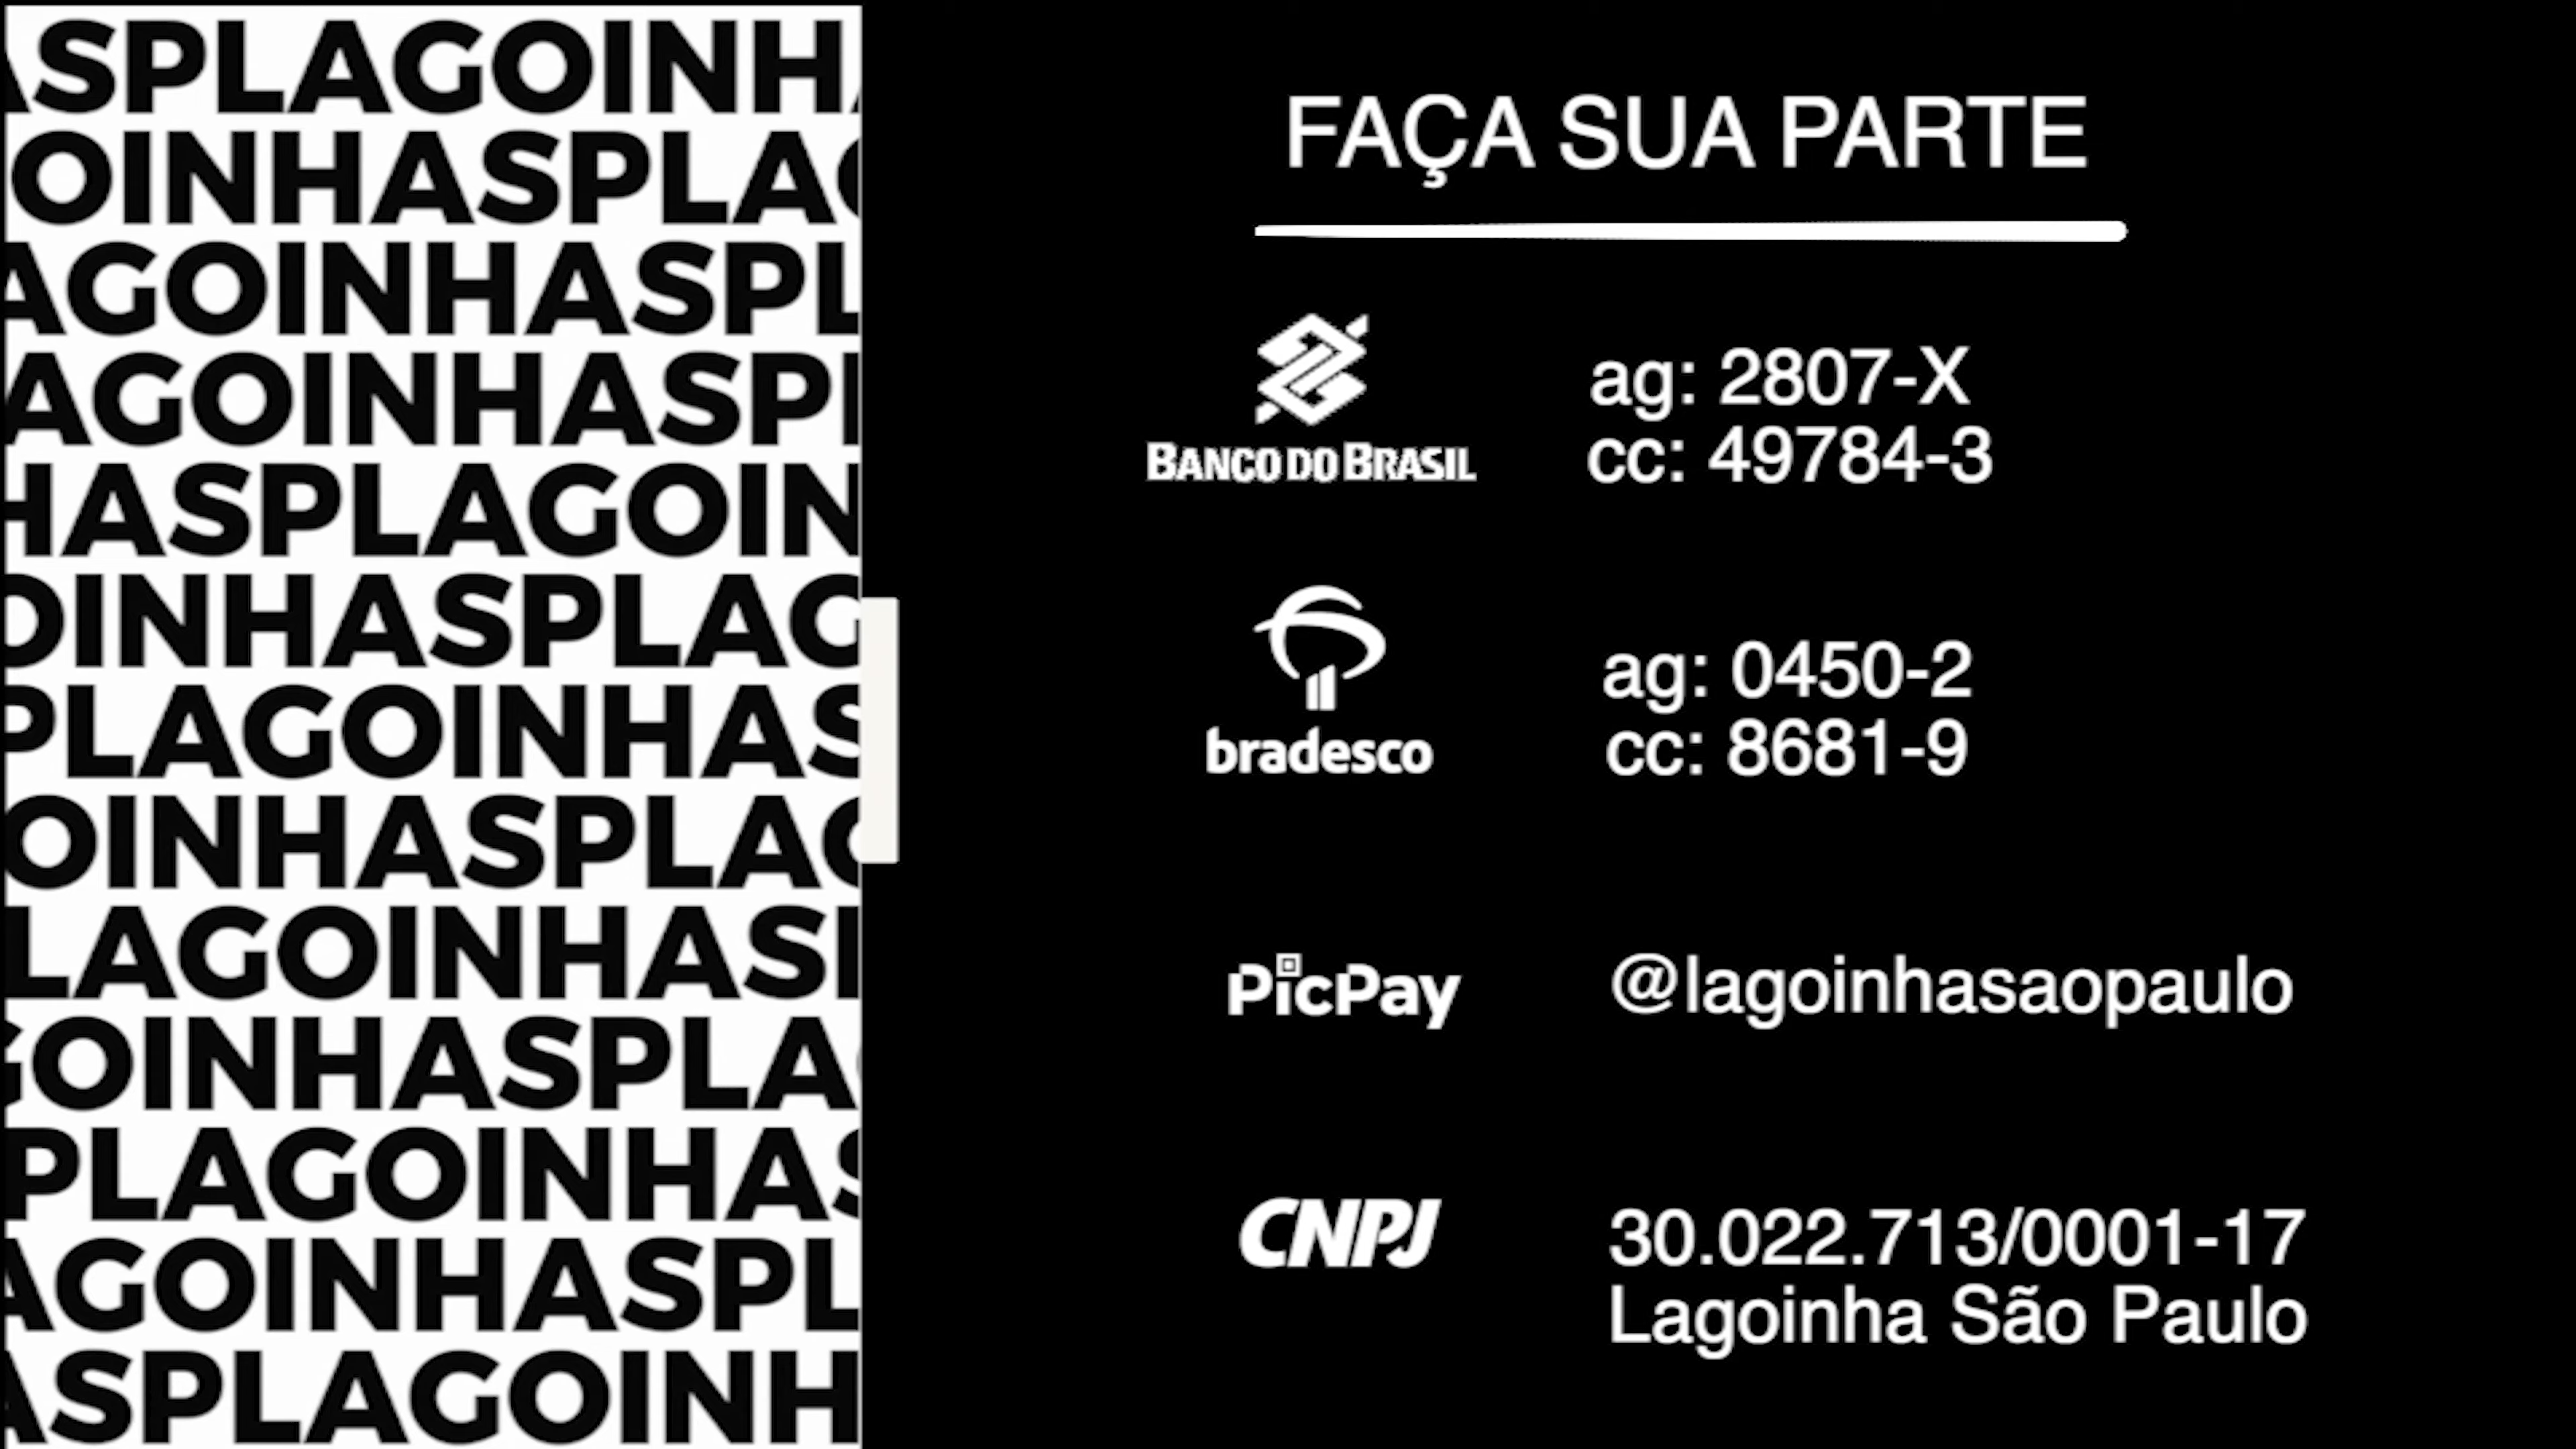 ASPLAGOINHA
OINHASPLAG
AGOINHASPL
AGOINHASP
HASPLAGOIN
OINHASPLAG
PLAGOINHAS
OINHASPLAG
LAGOINHASP
GOINHASPLA
PLAGOINHAS
AGOINHASPL
ASPLAGOINH
FAÇA SUA PARTE
BANCO DO BRASIL
ag: 2807-X
cc: 49784-3
bradesco
ag: 0450-2
cc: 8681-9
PicPay
@lagoinhasaopaulo
CNPJ
30.022.713/0001-17
Lagoinha São Paulo